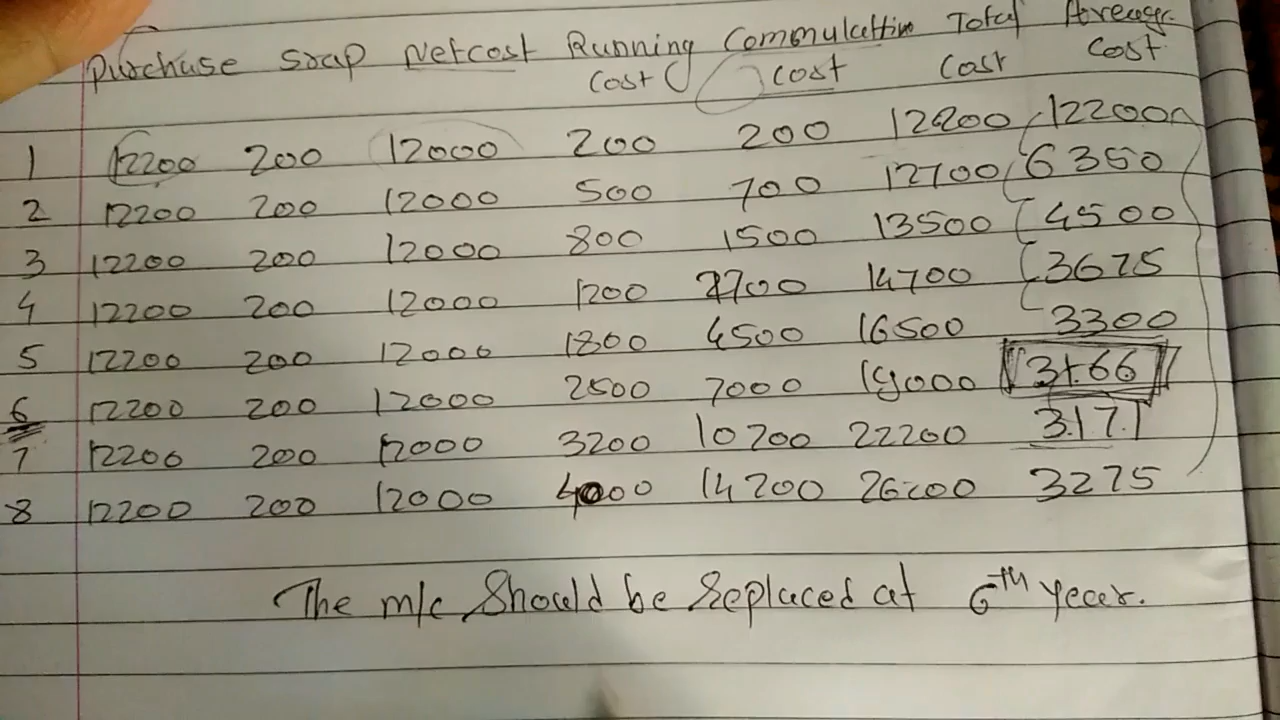 Purchase Srap Netcost Running Commulcettive Total Avreage
Cost Cost Cost Cost
1 12200 200 12000 200 200 12200 12200
2 12200 200 12000 500 700 12700 6350
3 12200 200 12000 800 1500 13500 4500
4 12200 200 12000 1200 2700 14700 3675
5 12200 200 12000 1800 4500 16500 3300
6 12200 200 12000 2500 7000 19000 3166
7 12200 200 12000 3200 10200 22200 3171
8 12200 200 12000 4000 14200 26200 3275
The m/c Should be Replaced at 6th year.